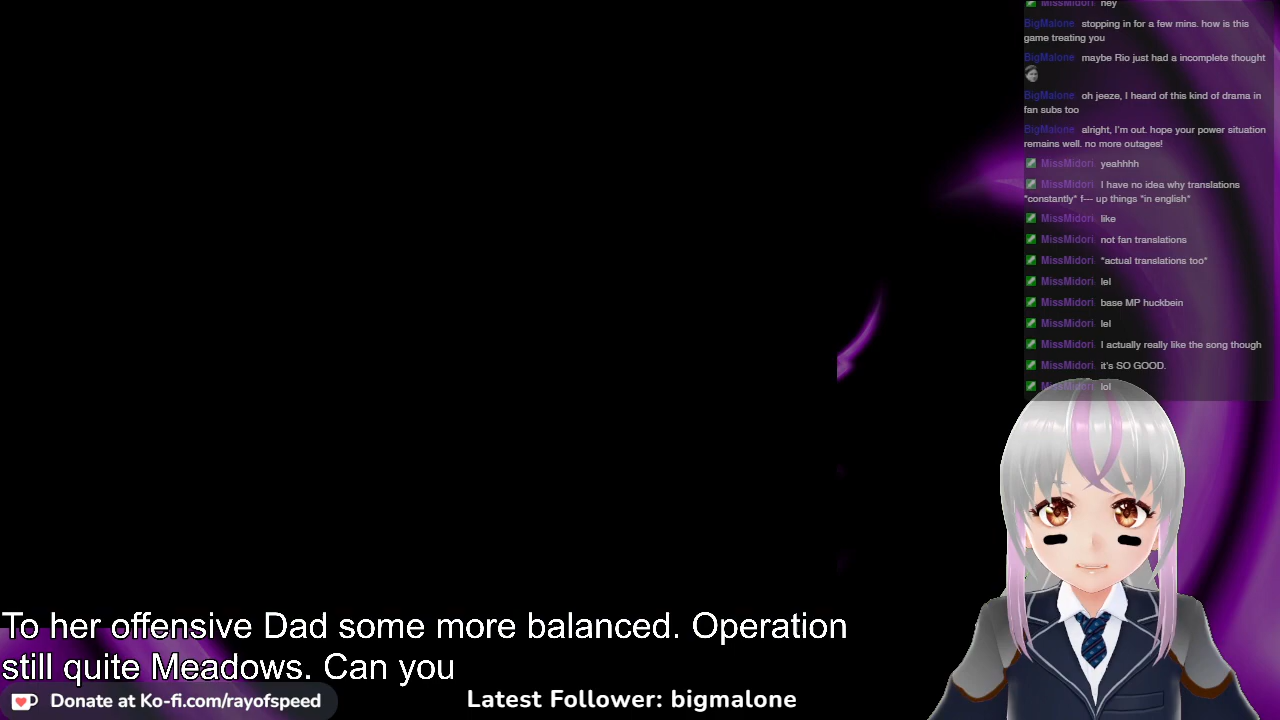 MissMidori: hey
BigMalone: stopping in for a few mins. how is this
game treating you
BigMalone: maybe Rio just had a incomplete thought
BigMalone: oh jeeze, I heard of this kind of drama in
fan subs too
BigMalone: alright, I'm out. hope your power situation
remains well. no more outages!
MissMidori: yeahhhh
MissMidori: I have no idea why translations
*constantly* f--- up things *in english*
MissMidori: like
MissMidori: not fan translations
MissMidori: *actual translations too*
MissMidori: lel
MissMidori: base MP huckbein
MissMidori: lel
MissMidori: I actually really like the song though
MissMidori: it's SO GOOD.
MissMidori: lol
To her offensive Dad some more balanced. Operation
still quite Meadows. Can you
Donate at Ko-fi.com/rayofspeed
Latest Follower: bigmalone